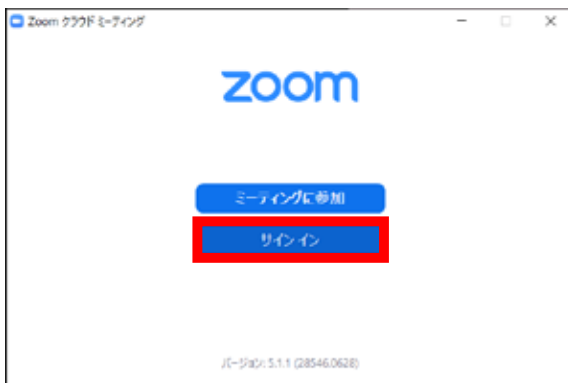 Zoom クラウド ミーティング
zoom
ミーティングに参加
サインイン
バージョン: 5.1.1 (28546.0628)